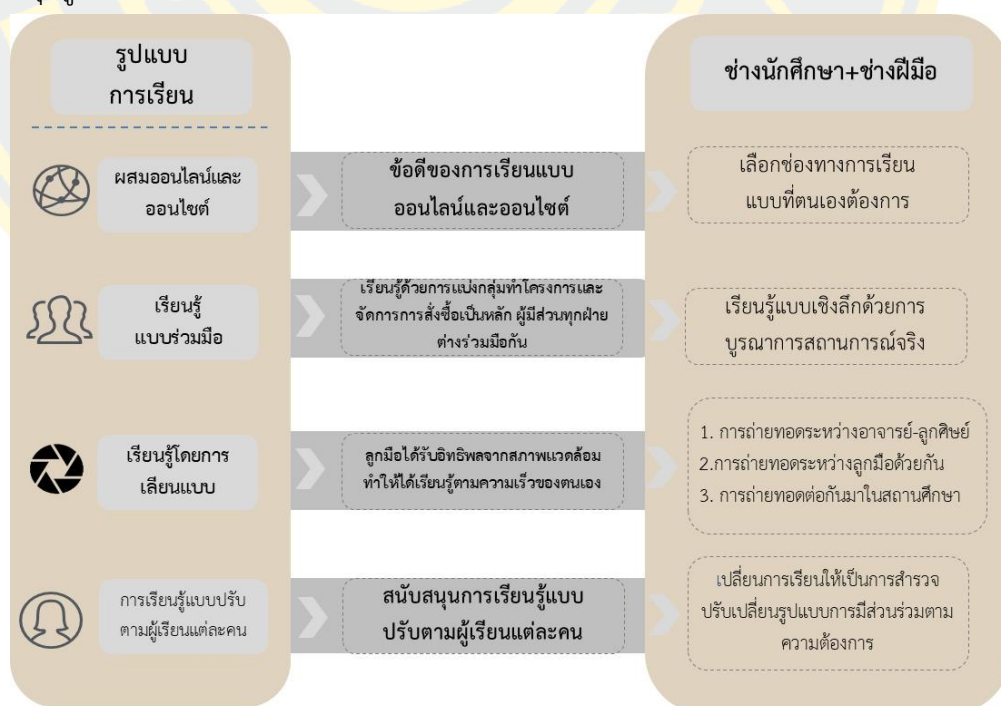 รูปแบบ
การเรียน
ช่างนักศึกษา+ช่างฝีมือ
ผสมออนไลน์และ
ออนไซต์
ข้อดีของการเรียนแบบ
ออนไลน์และออนไซต์
เลือกช่องทางการเรียน
แบบที่ตนเองต้องการ
เรียนรู้
แบบร่วมมือ
เรียนรู้ด้วยการแบ่งกลุ่มทำโครงการและ
จัดการการสั่งซื้อเป็นหลัก ผู้มีส่วนทุกฝ่าย
ต่างร่วมมือกัน
เรียนรู้แบบเชิงลึกด้วยการ
บูรณาการสถานการณ์จริง
เรียนรู้โดยการ
เลียนแบบ
ลูกมือได้รับอิทธิพลจากสภาพแวดล้อม
ทำให้ได้เรียนรู้ตามความเร็วของตนเอง
1. การถ่ายทอดระหว่างอาจารย์-ลูกศิษย์
2.การถ่ายทอดระหว่างลูกมือด้วยกัน
3. การถ่ายทอดต่อกันมาในสถานศึกษา
การเรียนรู้แบบปรับ
ตามผู้เรียนแต่ละคน
สนับสนุนการเรียนรู้แบบ
ปรับตามผู้เรียนแต่ละคน
เปลี่ยนการเรียนให้เป็นการสำรวจ
ปรับเปลี่ยนรูปแบบการมีส่วนร่วมตาม
ความต้องการ